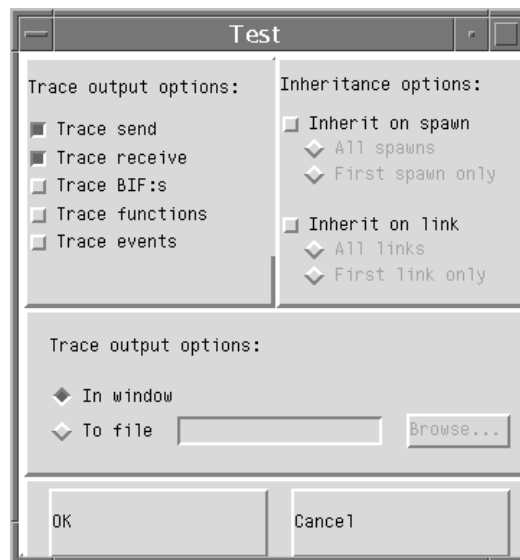 Test
Trace output options:
Trace send
Trace receive
Trace BIF:s
Trace functions
Trace events
Inheritance options:
Inherit on spawn
All spawns
First spawn only
Inherit on link
All links
First link only
Trace output options:
In window
To file
Browse...
OK
Cancel